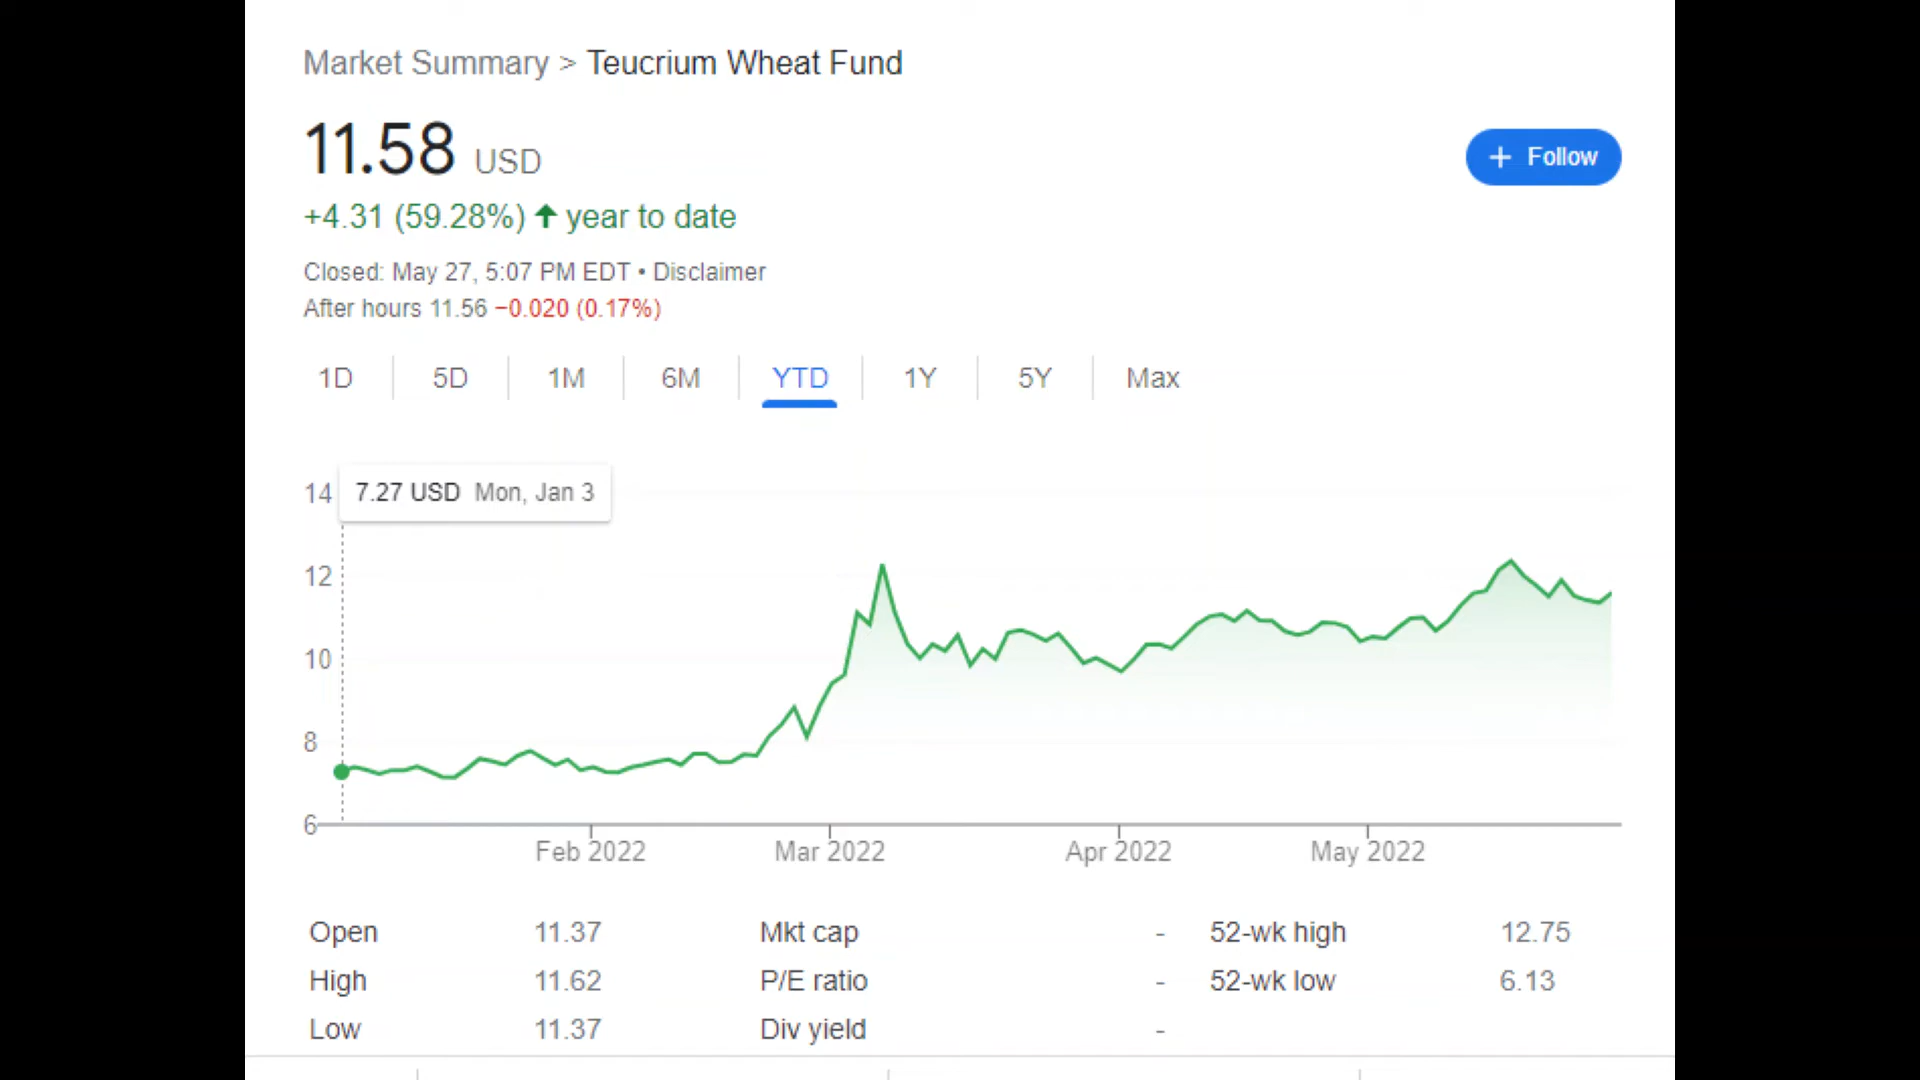 Market Summary > Teucrium Wheat Fund
11.58 USD
+ Follow
+4.31 (59.28%) ↑ year to date
Closed: May 27, 5:07 PM EDT • Disclaimer
After hours 11.56 −0.020 (0.17%)
1D 5D 1M 6M YTD 1Y 5Y Max
7.27 USD Mon, Jan 3
14
12
10
8
6
Feb 2022 Mar 2022 Apr 2022 May 2022
Open 11.37 Mkt cap - 52-wk high 12.75
High 11.62 P/E ratio - 52-wk low 6.13
Low 11.37 Div yield -